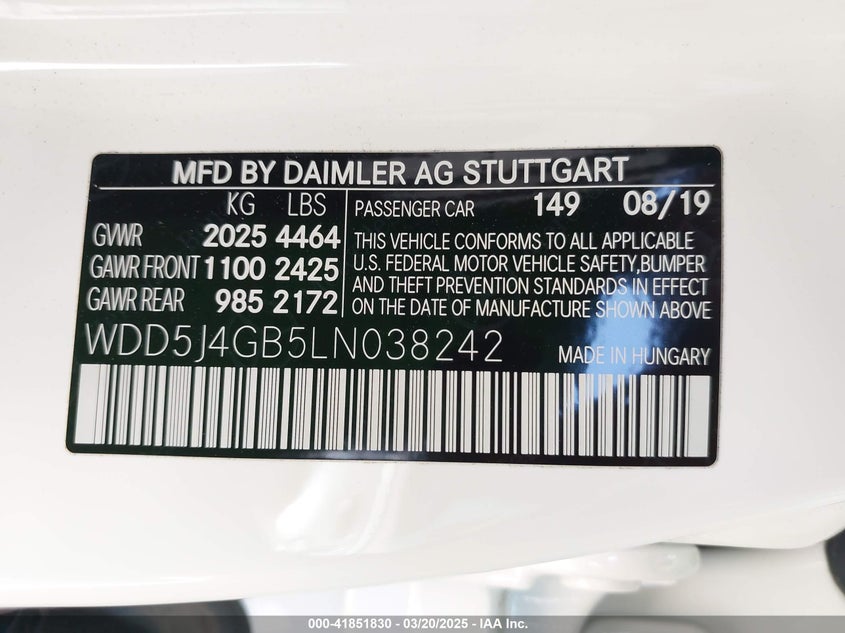 MFD BY DAIMLER AG STUTTGART
KG LBS
GVWR 2025 4464
GAWR FRONT 1100 2425
GAWR REAR 985 2172
PASSENGER CAR 149 08/19
THIS VEHICLE CONFORMS TO ALL APPLICABLE
U.S. FEDERAL MOTOR VEHICLE SAFETY,BUMPER
AND THEFT PREVENTION STANDARDS IN EFFECT
ON THE DATE OF MANUFACTURE SHOWN ABOVE
WDD5J4GB5LN038242 MADE IN HUNGARY
000-41851830 - 03/20/2025 - IAA Inc.